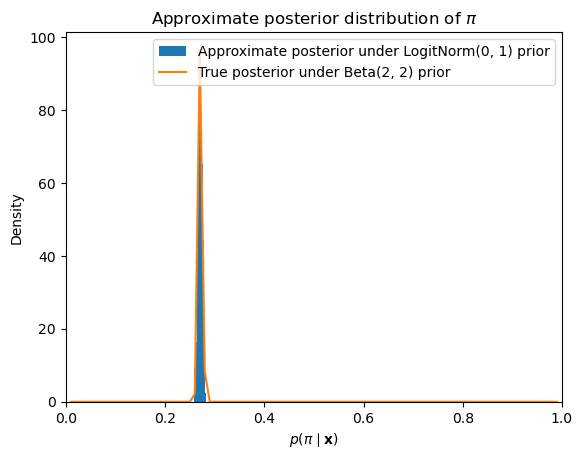 Approximate posterior distribution of π
Approximate posterior under LogitNorm(0, 1) prior
True posterior under Beta(2, 2) prior
100
80
60
40
20
0
Density
0.0
0.2
0.4
0.6
0.8
1.0
p(π | x)